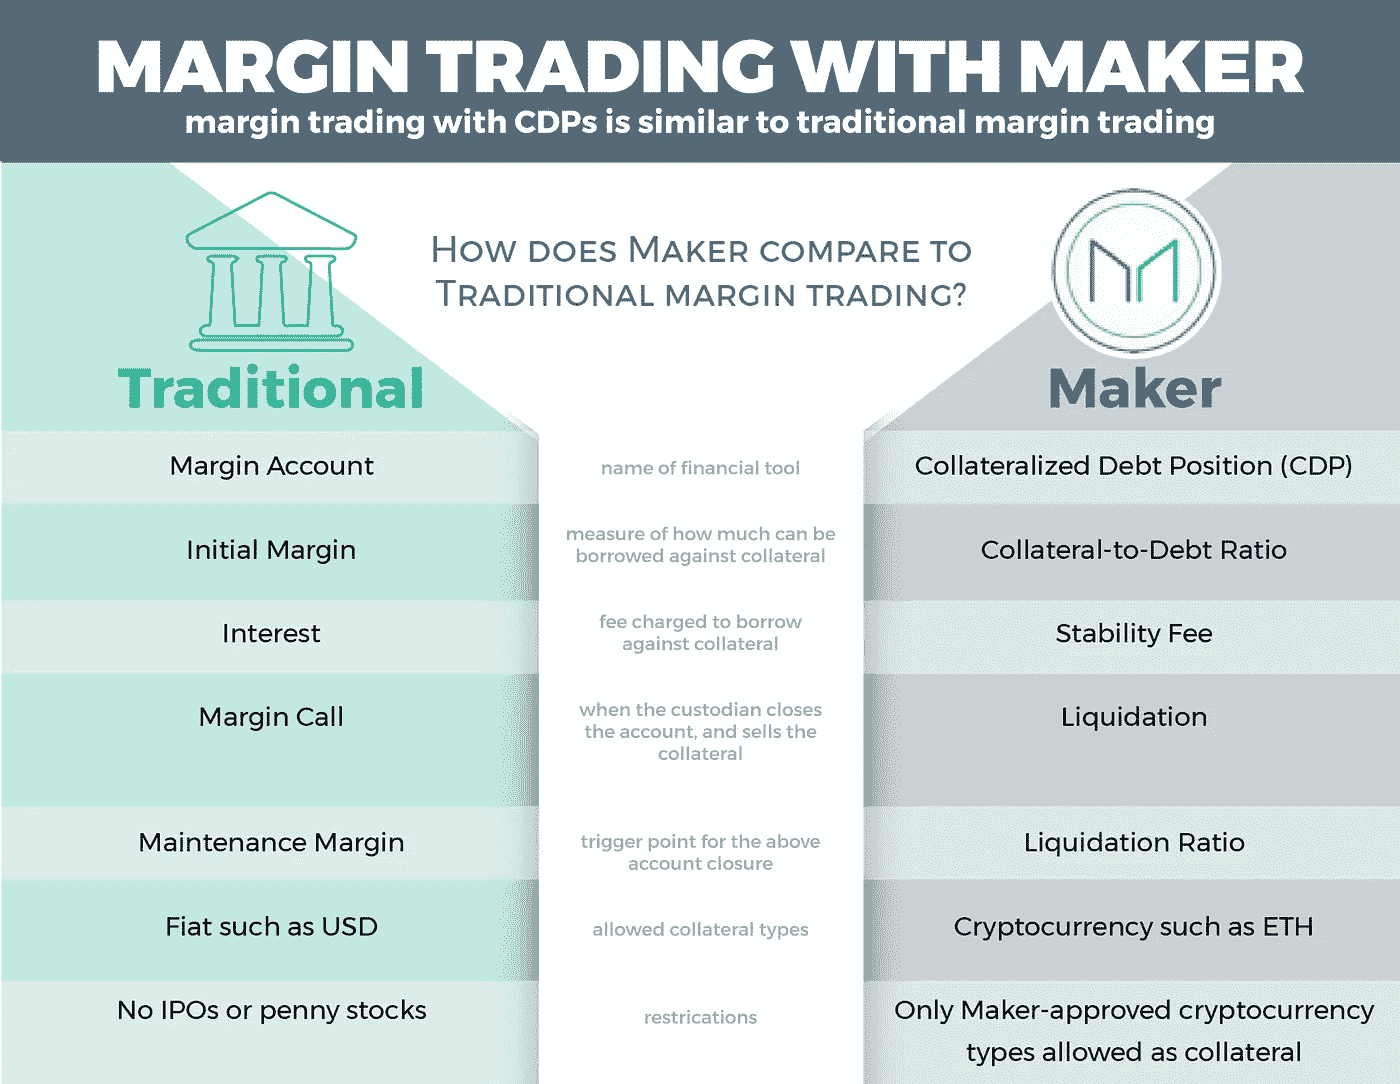 MARGIN TRADING WITH MAKER
margin trading with CDPs is similar to traditional margin trading
How does Maker compare to
Traditional margin trading?
Traditional
Maker
Margin Account
name of financial tool
Collateralized Debt Position (CDP)
Initial Margin
measure of how much can be
borrowed against collateral
Collateral-to-Debt Ratio
Interest
fee charged to borrow
against collateral
Stability Fee
Margin Call
when the custodian closes
the account, and sells the
collateral
Liquidation
Maintenance Margin
trigger point for the above
account closure
Liquidation Ratio
Fiat such as USD
allowed collateral types
Cryptocurrency such as ETH
No IPOs or penny stocks
restrications
Only Maker-approved cryptocurrency
types allowed as collateral